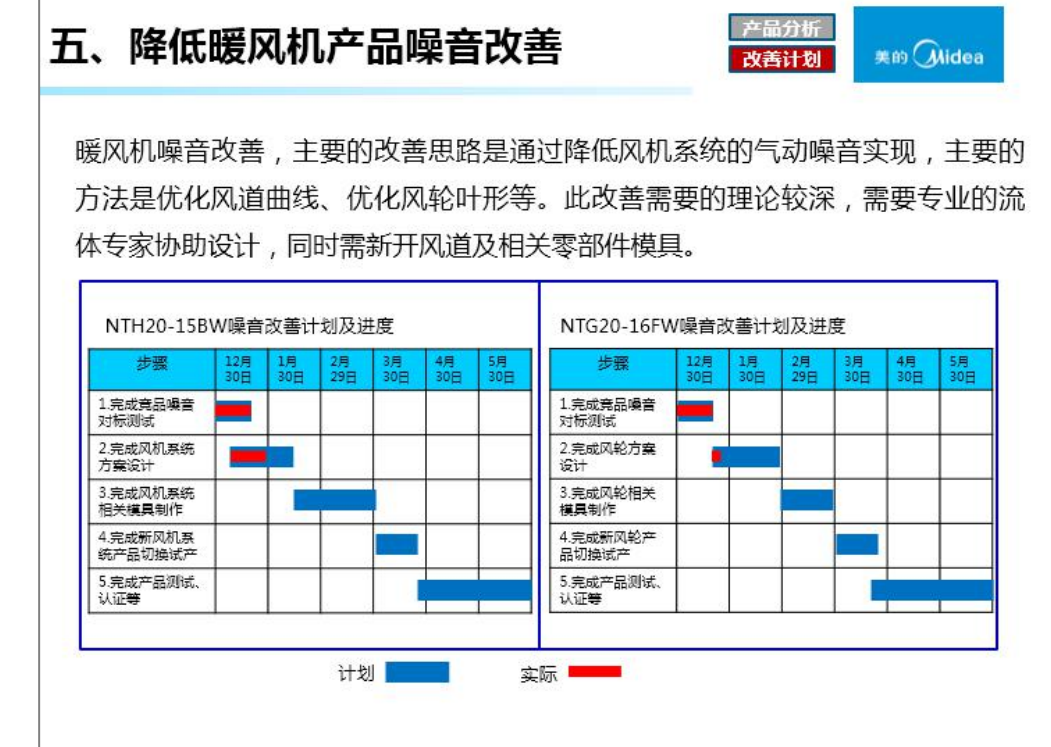 五、降低暖风机产品噪音改善
产品分析
改善计划
美的 Midea
暖风机噪音改善，主要的改善思路是通过降低风机系统的气动噪音实现，主要的
方法是优化风道曲线、优化风轮叶形等。此改善需要的理论较深，需要专业的流
体专家协助设计，同时需新开风道及相关零部件模具。
NTH20-15BW噪音改善计划及进度
步骤
12月
30日
1月
30日
2月
29日
3月
30日
4月
30日
5月
30日
1.完成竞品噪音
对标测试
2.完成风机系统
方案设计
3.完成风机系统
相关模具制作
4.完成新风机系
统产品切换试产
5.完成产品测试、
认证等
NTG20-16FW噪音改善计划及进度
步骤
12月
30日
1月
30日
2月
29日
3月
30日
4月
30日
5月
30日
1.完成竞品噪音
对标测试
2.完成风轮方案
设计
3.完成风轮相关
模具制作
4.完成新风轮产
品切换试产
5.完成产品测试、
认证等
计划
实际